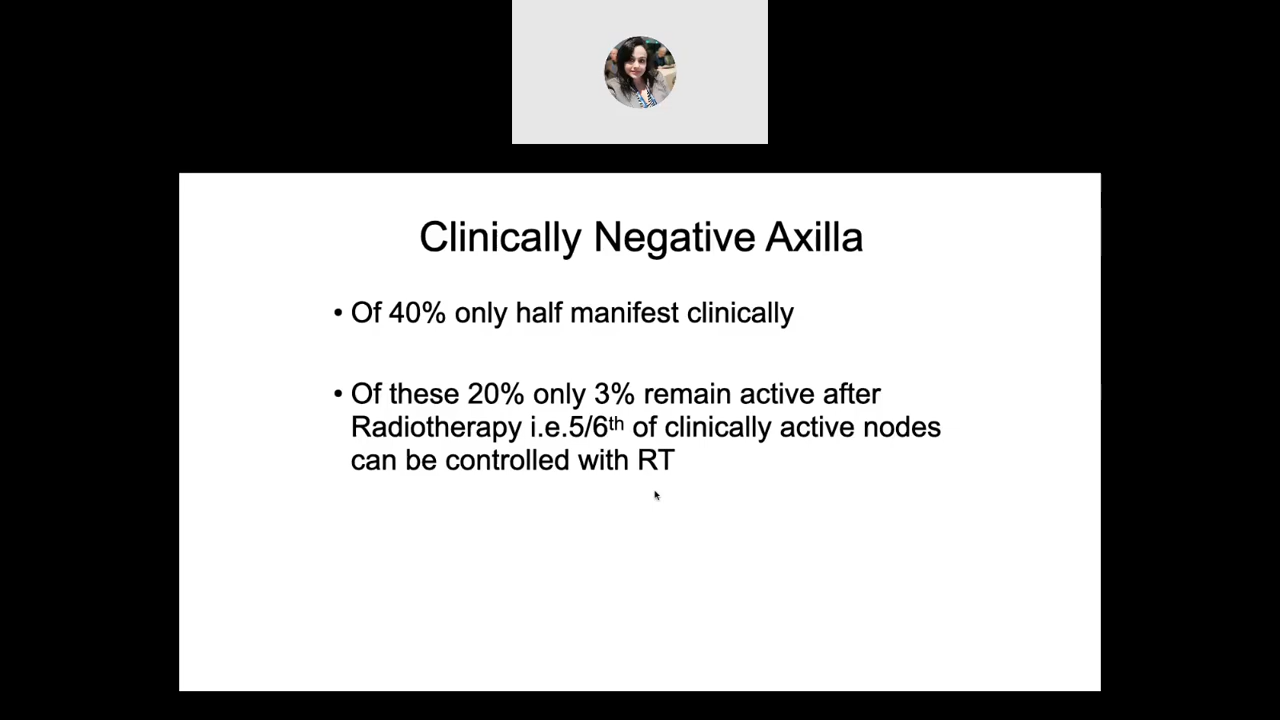 Clinically Negative Axilla
• Of 40% only half manifest clinically
• Of these 20% only 3% remain active after
Radiotherapy i.e.5/6th of clinically active nodes
can be controlled with RT